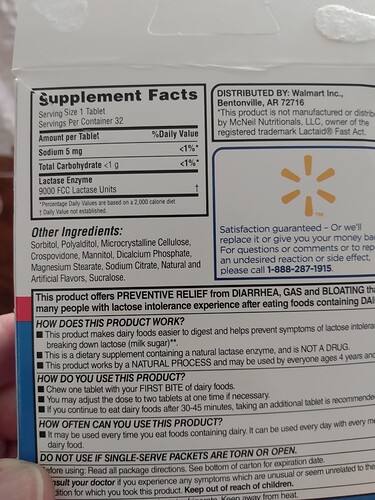 Supplement Facts
Serving Size 1 Tablet
Servings Per Container 32
Amount per Tablet %Daily Value
Sodium 5 mg <1%*
Total Carbohydrate <1 g <1%*
Lactase Enzyme
9000 FCC Lactase Units †
*Percentage Daily Values are based on a 2,000 calorie diet
† Daily Value not established.
Other Ingredients:
Sorbitol, Polyalditol, Microcrystalline Cellulose,
Crospovidone, Mannitol, Dicalcium Phosphate,
Magnesium Stearate, Sodium Citrate, Natural and
Artificial Flavors, Sucralose.
DISTRIBUTED BY: Walmart Inc.,
Bentonville, AR 72716
*This product is not manufactured or distrib
by McNeil Nutritionals, LLC, owner of the
registered trademark Lactaid® Fast Act.
TM
Satisfaction guaranteed – Or we'll
replace it or give you your money bac
For questions or comments or to rep
an undesired reaction or side effect,
please call 1-888-287-1915.
This product offers PREVENTIVE RELIEF from DIARRHEA, GAS and BLOATING tha
many people with lactose intolerance experience after eating foods containing DAI
HOW DOES THIS PRODUCT WORK?
■ This product makes dairy foods easier to digest and helps prevent symptoms of lactose intolera
breaking down lactose (milk sugar)**.
■ This is a dietary supplement containing a natural lactase enzyme, and is NOT A DRUG.
■ This product works by a NATURAL PROCESS and may be used by everyone ages 4 years and
HOW DO YOU USE THIS PRODUCT?
■ Chew one tablet with your FIRST BITE of dairy foods.
■ You may adjust the dose to two tablets at one time if necessary.
■ If you continue to eat dairy foods after 30-45 minutes, taking an additional tablet is recommende
HOW OFTEN CAN YOU USE THIS PRODUCT?
■ It may be used every time you eat foods containing dairy. It can be used every day with every m
dairy food.
DO NOT USE IF SINGLE-SERVE PACKETS ARE TORN OR OPEN.
efore using: Read all package directions. See bottom of carton for expiration date.
nsult your doctor if you experience any symptoms which are unusual or seem unrelated to the
dition for which you took this product. Keep out of reach of children.
Keep away from heat.